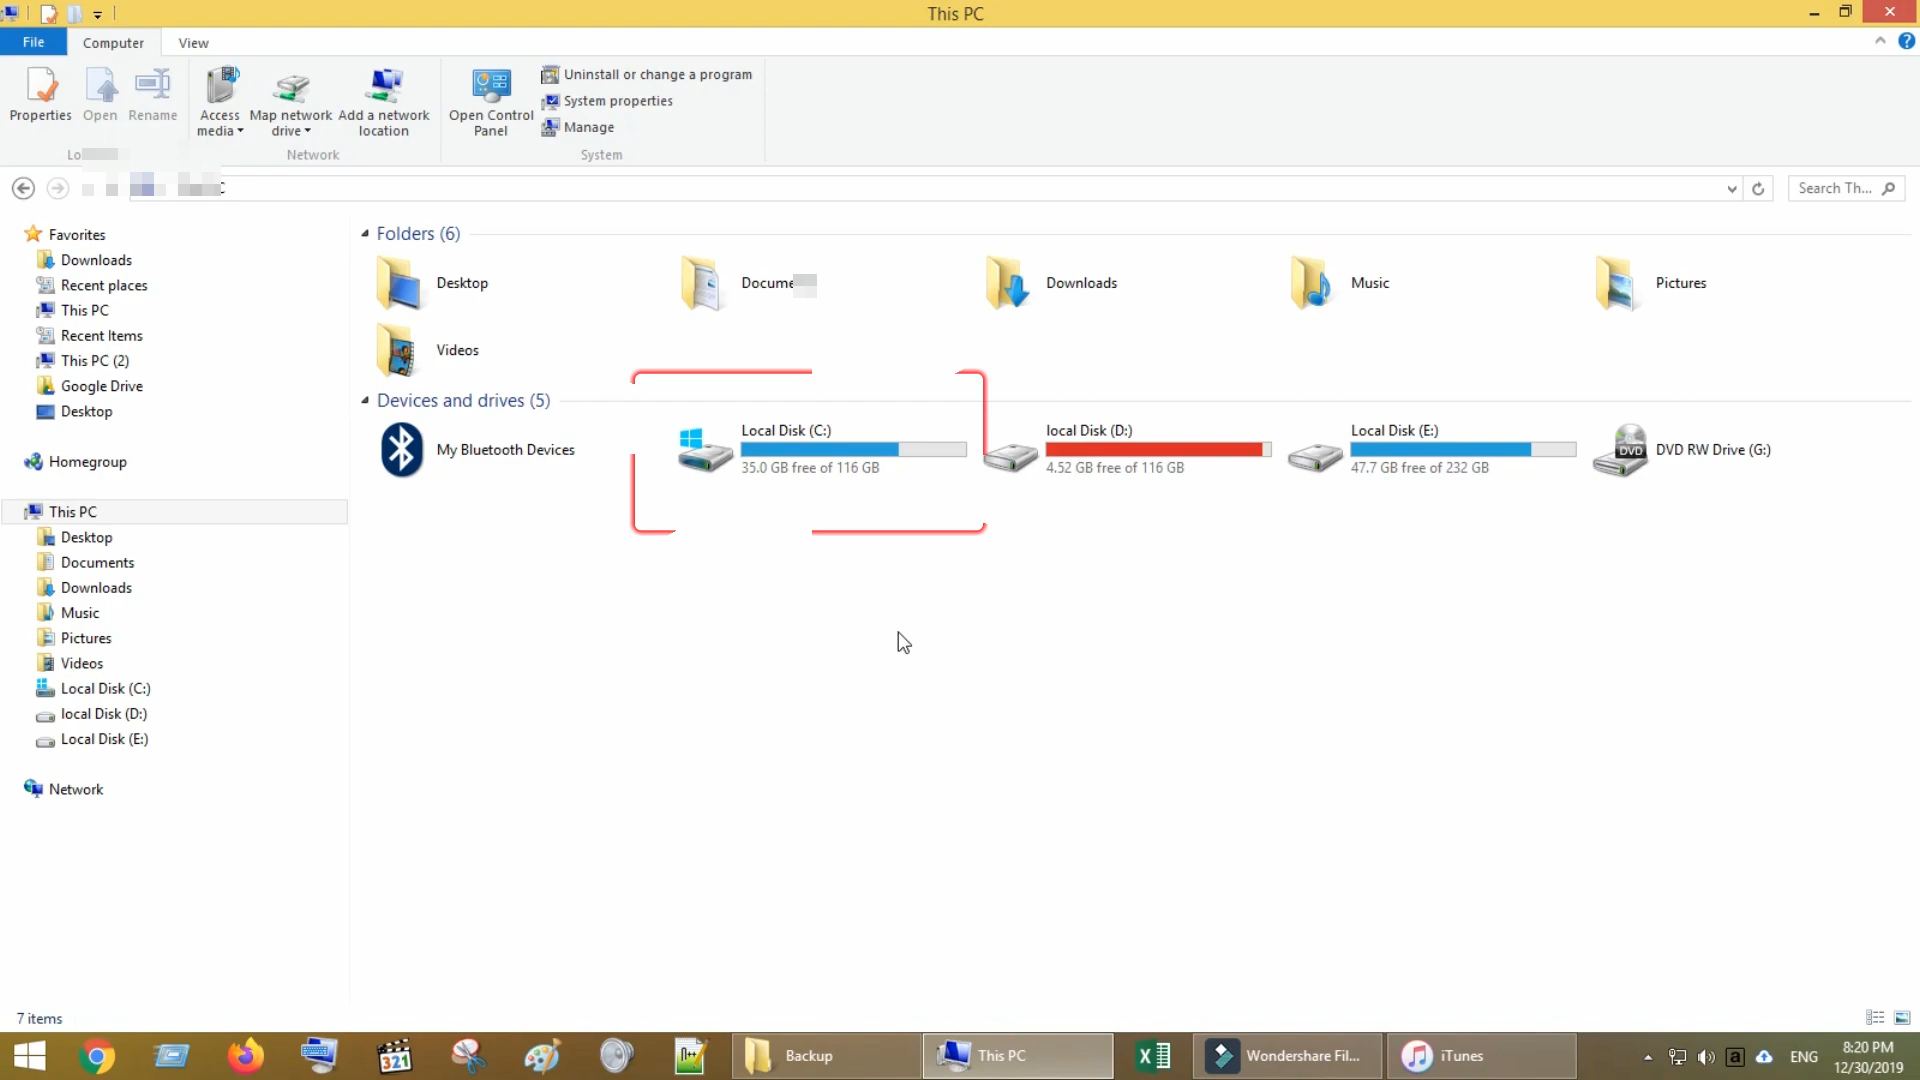 This PC
File
Computer
View
Properties
Open
Rename
Access
media
Map network
drive
Add a network
location
Open Control
Panel
Uninstall or change a program
System properties
Manage
Network
System
Search Th...
Favorites
Downloads
Recent places
This PC
Recent Items
This PC (2)
Google Drive
Desktop
Homegroup
This PC
Desktop
Documents
Downloads
Music
Pictures
Videos
Local Disk (C:)
local Disk (D:)
Local Disk (E:)
Network
Folders (6)
Desktop
Docume
Downloads
Music
Pictures
Videos
Devices and drives (5)
My Bluetooth Devices
Local Disk (C:)
35.0 GB free of 116 GB
local Disk (D:)
4.52 GB free of 116 GB
Local Disk (E:)
47.7 GB free of 232 GB
DVD
DVD RW Drive (G:)
7 items
321
n++
Backup
This PC
Wondershare Fil...
iTunes
a
ENG
8:20 PM
12/30/2019